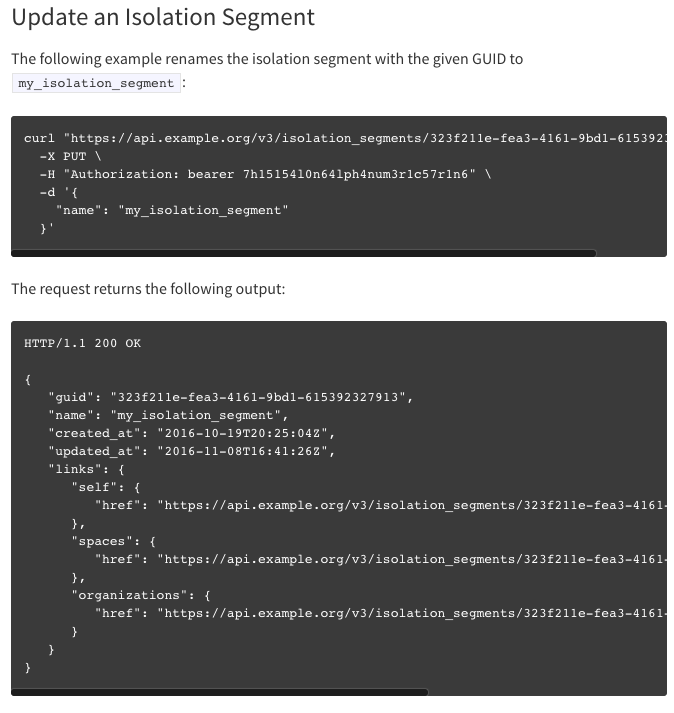 Update an Isolation Segment
The following example renames the isolation segment with the given GUID to
my_isolation_segment :
curl "https://api.example.org/v3/isolation_segments/323f211e-fea3-4161-9bd1-6153923
-X PUT \
-H "Authorization: bearer 7h15154l0n64lph4num3r1c57r1n6" \
-d '{
"name": "my_isolation_segment"
}'
The request returns the following output:
HTTP/1.1 200 OK
{
"guid": "323f211e-fea3-4161-9bd1-615392327913",
"name": "my_isolation_segment",
"created_at": "2016-10-19T20:25:04Z",
"updated_at": "2016-11-08T16:41:26Z",
"links": {
"self": {
"href": "https://api.example.org/v3/isolation_segments/323f211e-fea3-4161-
},
"spaces": {
"href": "https://api.example.org/v3/isolation_segments/323f211e-fea3-4161-
},
"organizations": {
"href": "https://api.example.org/v3/isolation_segments/323f211e-fea3-4161-
}
}
}